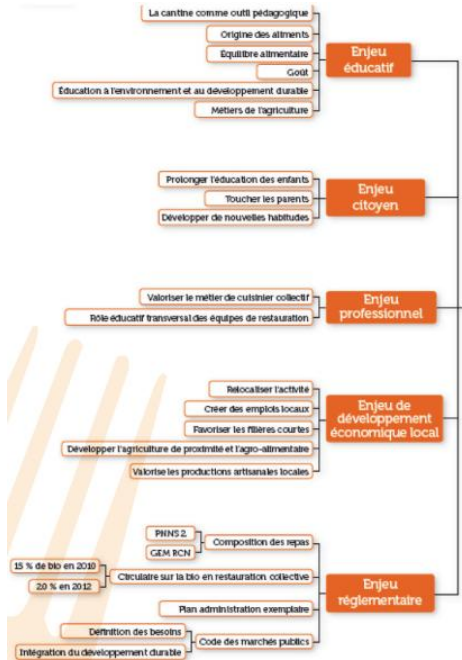 La cantine comme outil pédagogique
Origine des aliments
Équilibre alimentaire
Goût
Éducation à l'environnement et au développement durable
Métiers de l'agriculture
Enjeu
éducatif
Prolonger l'éducation des enfants
Toucher les parents
Développer de nouvelles habitudes
Enjeu
citoyen
Valoriser le métier de cuisinier collectif
Rôle éducatif transversal des équipes de restauration
Enjeu
professionnel
Relocaliser l'activité
Créer des emplois locaux
Favoriser les filières courtes
Développer l'agriculture de proximité et l'agro-alimentaire
Valorise les productions artisanales locales
Enjeu de
développement
économique local
PNNS 2
GEM RCN
Composition des repas
15 % de bio en 2010
20 % en 2012
Circulaire sur la bio en restauration collective
Plan administration exemplaire
Définition des besoins
Intégration du développement durable
Code des marchés publics
Enjeu
réglementaire